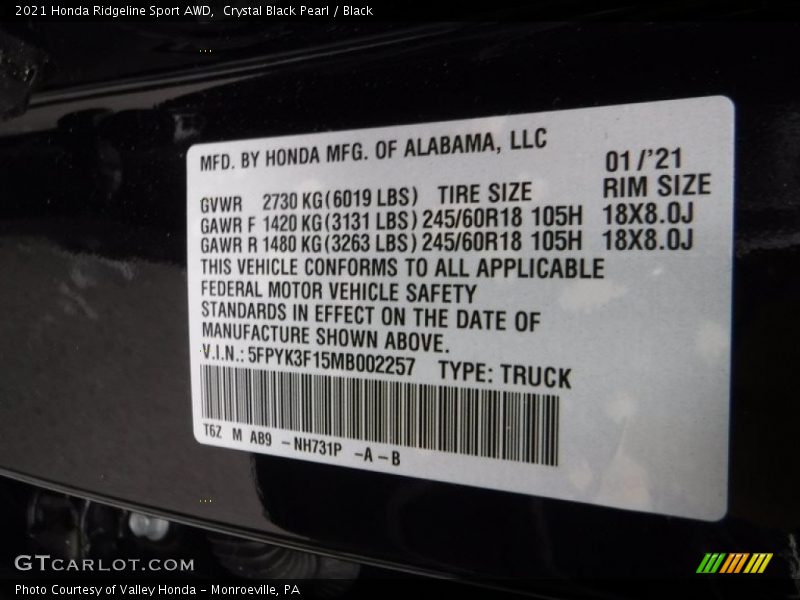 2021 Honda Ridgeline Sport AWD,  Crystal Black Pearl / Black
MFD. BY HONDA MFG. OF ALABAMA, LLC 01/'21
GVWR 2730 KG(6019 LBS) TIRE SIZE RIM SIZE
GAWR F 1420 KG(3131 LBS) 245/60R18 105H 18X8.0J
GAWR R 1480 KG(3263 LBS) 245/60R18 105H 18X8.0J
THIS VEHICLE CONFORMS TO ALL APPLICABLE
FEDERAL MOTOR VEHICLE SAFETY
STANDARDS IN EFFECT ON THE DATE OF
MANUFACTURE SHOWN ABOVE.
V.I.N.: 5FPYK3F15MB002257 TYPE: TRUCK
T6Z M AB9 -NH731P -A-B
GTCARLOT.COM
Photo Courtesy of Valley Honda - Monroeville, PA